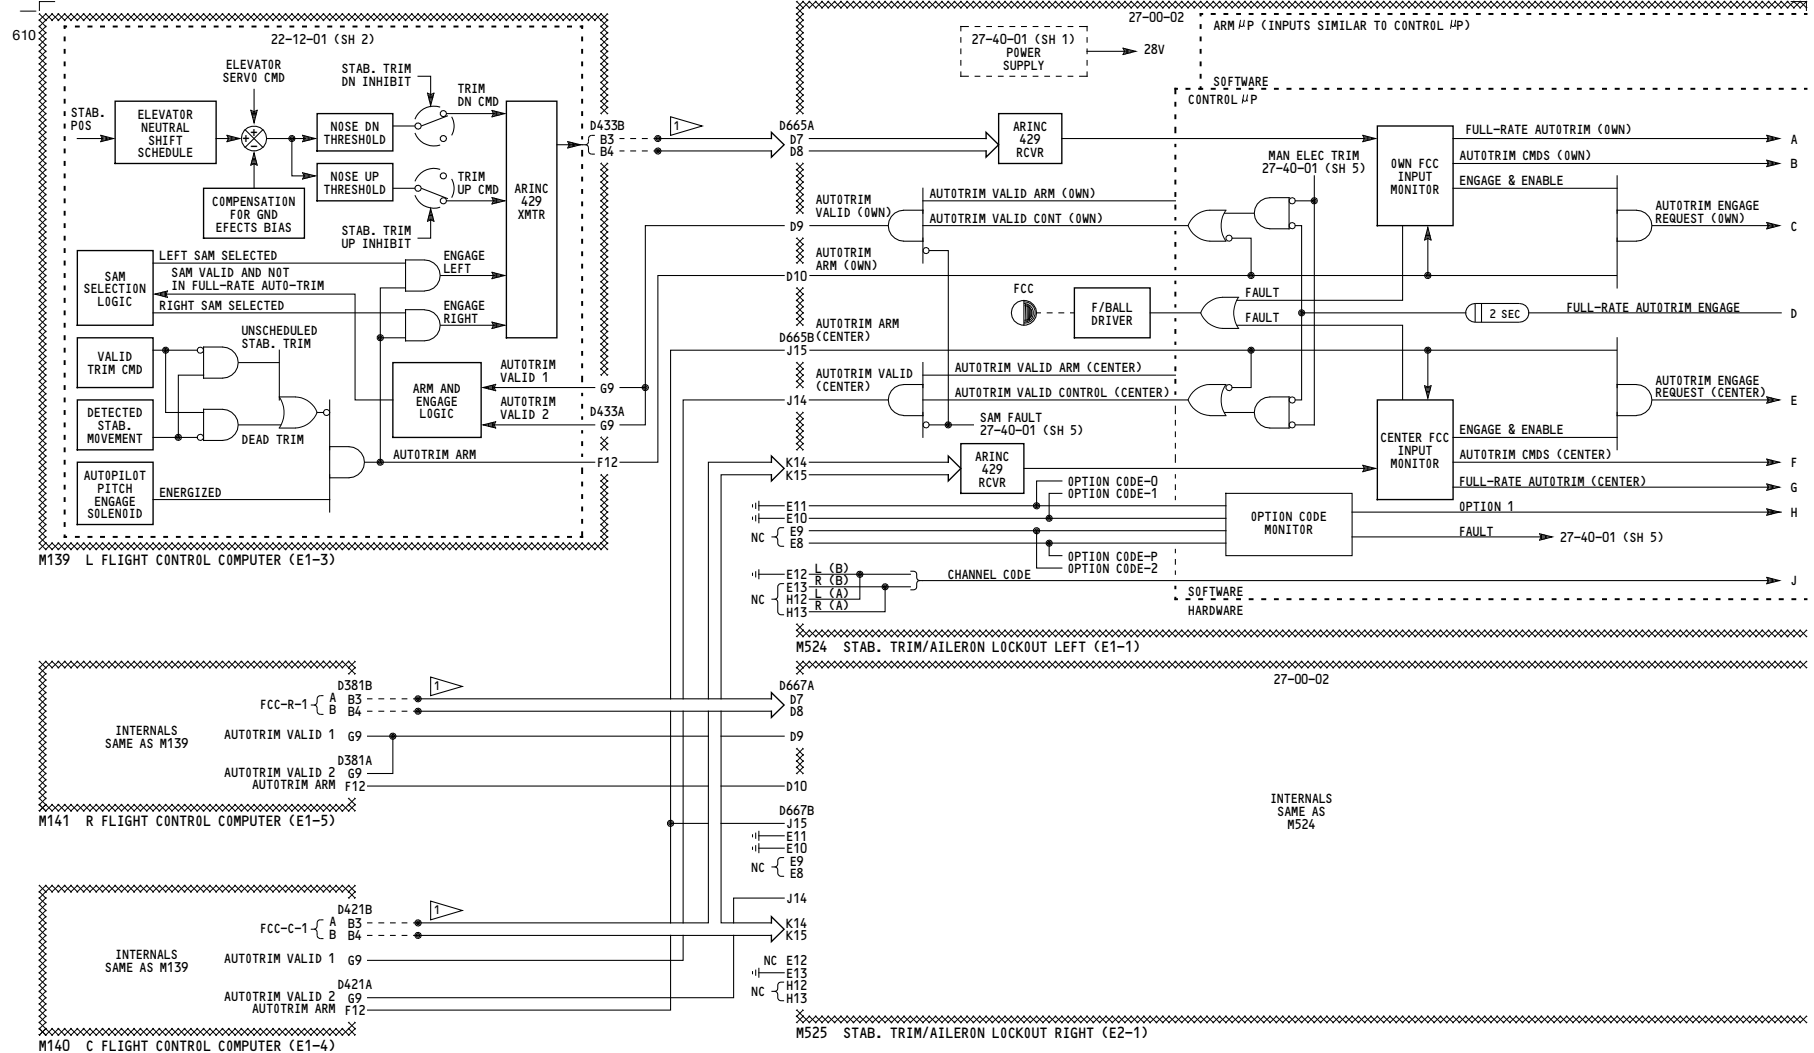 610
22-12-01 (SH 2)
ELEVATOR
SERVO CMD
STAB. TRIM
DN INHIBIT
TRIM
DN CMD
STAB.
POS
ELEVATOR
NEUTRAL
SHIFT
SCHEDULE
+
+
-
NOSE DN
THRESHOLD
NOSE UP
THRESHOLD
TRIM
UP CMD
ARINC
429
XMTR
COMPENSATION
FOR GND
EFFECTS BIAS
STAB. TRIM
UP INHIBIT
SAM
SELECTION
LOGIC
LEFT SAM SELECTED
SAM VALID AND NOT
IN FULL-RATE AUTO-TRIM
RIGHT SAM SELECTED
ENGAGE
LEFT
ENGAGE
RIGHT
UNSCHEDULED
STAB. TRIM
VALID
TRIM CMD
DETECTED
STAB.
MOVEMENT
DEAD TRIM
ARM AND
ENGAGE
LOGIC
AUTOTRIM
VALID 1
AUTOTRIM
VALID 2
AUTOPILOT
PITCH
ENGAGE
SOLENOID
ENERGIZED
AUTOTRIM ARM
D433B
B3
B4
G9
D433A
G9
F12
1
M139 L FLIGHT CONTROL COMPUTER (E1-3)
27-00-02
27-40-01 (SH 1)
POWER
SUPPLY
28V
ARM µP (INPUTS SIMILAR TO CONTROL µP)
SOFTWARE
CONTROL µP
D665A
D7
D8
ARINC
429
RCVR
MAN ELEC TRIM
27-40-01 (SH 5)
OWN FCC
INPUT
MONITOR
FULL-RATE AUTOTRIM (OWN)
A
AUTOTRIM CMDS (OWN)
B
ENGAGE & ENABLE
AUTOTRIM
VALID (OWN)
AUTOTRIM VALID ARM (OWN)
AUTOTRIM VALID CONT (OWN)
AUTOTRIM ENGAGE
REQUEST (OWN)
C
D9
AUTOTRIM
ARM (OWN)
D10
FCC
F/BALL
DRIVER
FAULT
FAULT
2 SEC
FULL-RATE AUTOTRIM ENGAGE
D
AUTOTRIM ARM
(CENTER)
D665B
J15
AUTOTRIM VALID
(CENTER)
AUTOTRIM VALID ARM (CENTER)
AUTOTRIM VALID CONTROL (CENTER)
J14
AUTOTRIM ENGAGE
REQUEST (CENTER)
E
SAM FAULT
27-40-01 (SH 5)
CENTER FCC
INPUT
MONITOR
ENGAGE & ENABLE
AUTOTRIM CMDS (CENTER)
F
FULL-RATE AUTOTRIM (CENTER)
G
K14
K15
ARINC
429
RCVR
OPTION CODE-0
OPTION CODE-1
E11
E10
NC
E9
E8
OPTION CODE
MONITOR
OPTION 1
H
FAULT
27-40-01 (SH 5)
OPTION CODE-P
OPTION CODE-2
E12
L (B)
E13
R (B)
NC
H12
L (A)
H13
R (A)
CHANNEL CODE
J
SOFTWARE
HARDWARE
M524 STAB. TRIM/AILERON LOCKOUT LEFT (E1-1)
D381B
FCC-R-1
A B3
B B4
1
INTERNALS
SAME AS M139
AUTOTRIM VALID 1 G9
D381A
AUTOTRIM VALID 2 G9
AUTOTRIM ARM F12
M141 R FLIGHT CONTROL COMPUTER (E1-5)
D421B
FCC-C-1
A B3
B B4
1
INTERNALS
SAME AS M139
AUTOTRIM VALID 1 G9
D421A
AUTOTRIM VALID 2 G9
AUTOTRIM ARM F12
M140 C FLIGHT CONTROL COMPUTER (E1-4)
27-00-02
D667A
D7
D8
D9
D10
D667B
J15
E11
E10
NC
E9
E8
J14
K14
K15
NC E12
E13
NC
H12
H13
INTERNALS
SAME AS
M524
M525 STAB. TRIM/AILERON LOCKOUT RIGHT (E2-1)